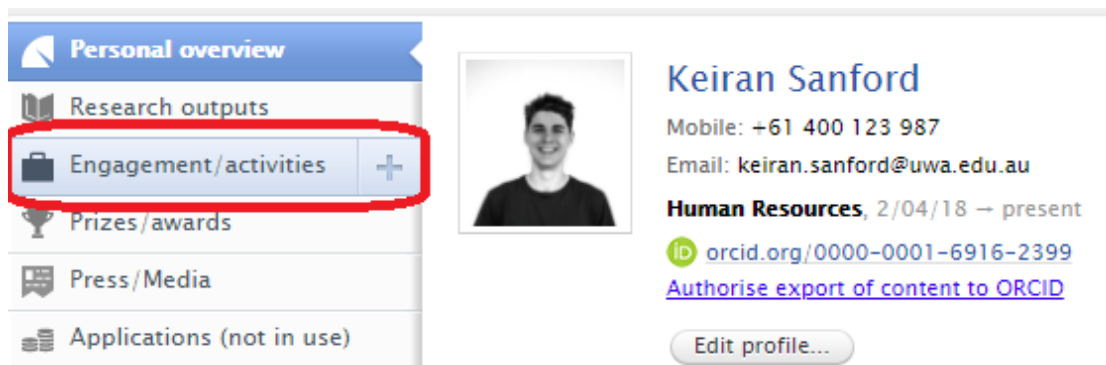 Personal overview
Research outputs
Engagement/activities
Prizes/awards
Press/Media
Applications (not in use)
Keiran Sanford
Mobile: +61 400 123 987
Email: keiran.sanford@uwa.edu.au
Human Resources, 2/04/18 → present
iD orcid.org/0000-0001-6916-2399
Authorise export of content to ORCID
Edit profile...